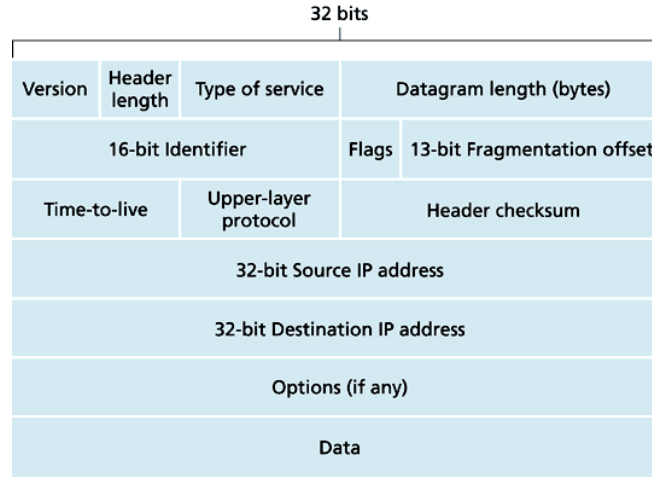 32 bits
Version
Header
length
Type of service
Datagram length (bytes)
16-bit Identifier
Flags
13-bit Fragmentation offset
Time-to-live
Upper-layer
protocol
Header checksum
32-bit Source IP address
32-bit Destination IP address
Options (if any)
Data